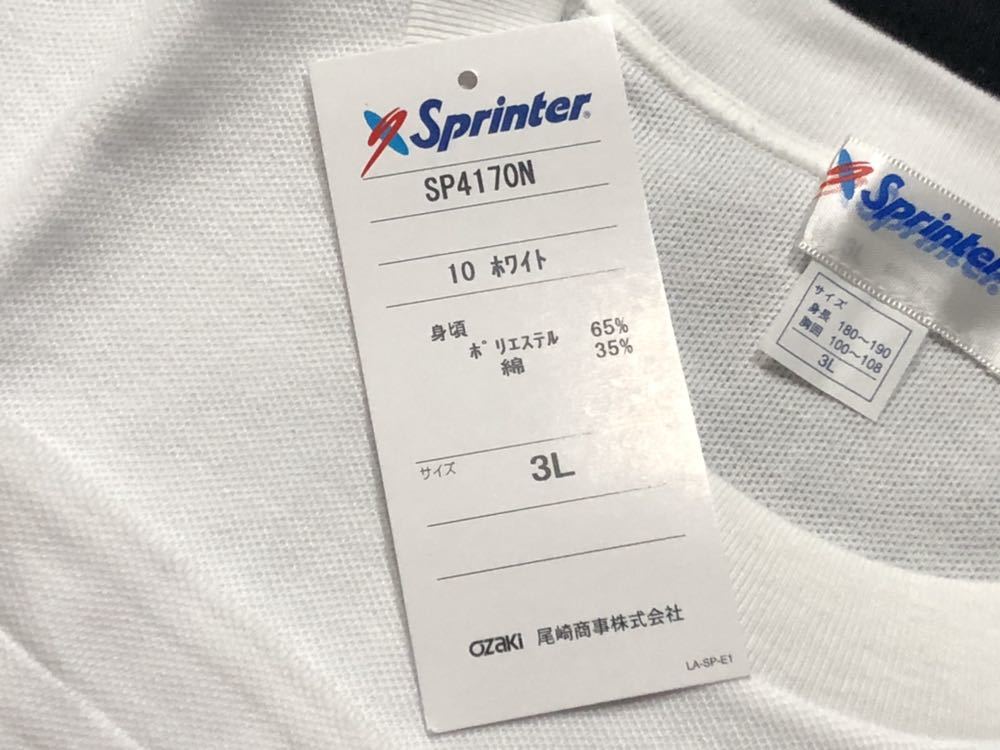 Sprinter®
SP4170N
10 ホワイト
身頃
ポリエステル 65%
綿 35%
サイズ 3L
OZAKI 尾崎商事株式会社
LA-SP-E1
Sprinter®
サイズ
身長 180～190
胸囲 100～108
3L